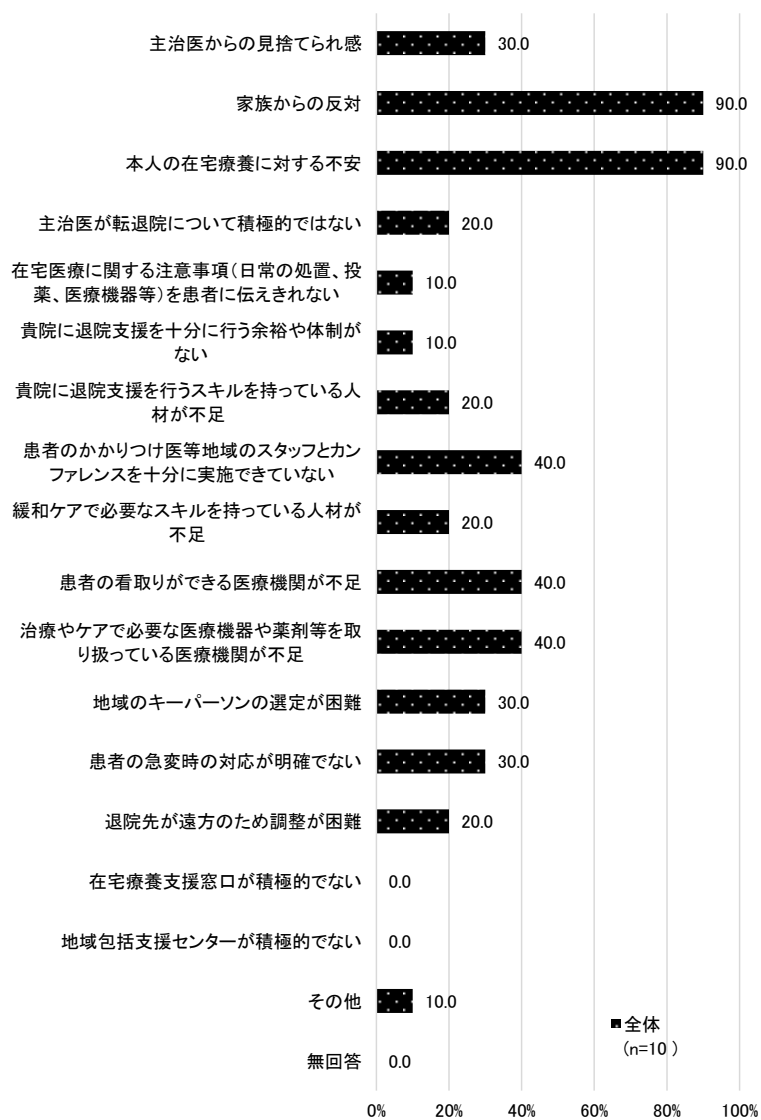 主治医からの見捨てられ感
30.0
家族からの反対
90.0
本人の在宅療養に対する不安
90.0
主治医が転退院について積極的ではない
20.0
在宅医療に関する注意事項（日常の処置、投
薬、医療機器等）を患者に伝えきれない
10.0
貴院に退院支援を十分に行う余裕や体制が
ない
10.0
貴院に退院支援を行うスキルを持っている人
材が不足
20.0
患者のかかりつけ医等地域のスタッフとカン
ファレンスを十分に実施できていない
40.0
緩和ケアで必要なスキルを持っている人材が
不足
20.0
患者の看取りができる医療機関が不足
40.0
治療やケアで必要な医療機器や薬剤等を取
り扱っている医療機関が不足
40.0
地域のキーパーソンの選定が困難
30.0
患者の急変時の対応が明確でない
30.0
退院先が遠方のため調整が困難
20.0
在宅療養支援窓口が積極的でない
0.0
地域包括支援センターが積極的でない
0.0
その他
10.0
無回答
0.0
全体
（n=10 ）
0% 20% 40% 60% 80% 100%